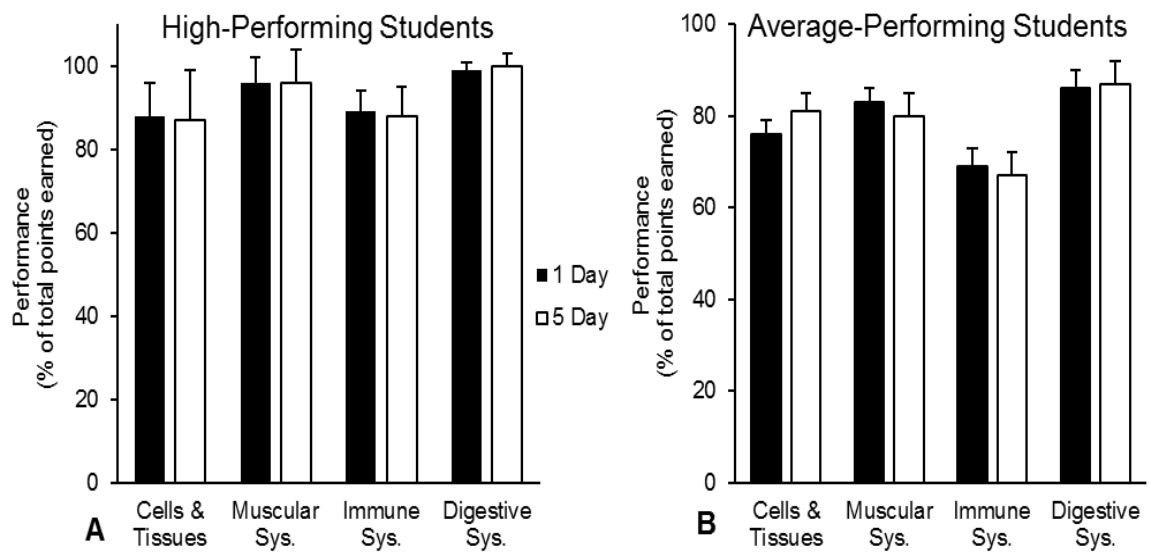 High-Performing Students
Performance
(% of total points earned)
100
80
60
40
20
0
Cells &
Tissues
Muscular
Sys.
Immune
Sys.
Digestive
Sys.
A
1 Day
5 Day
Average-Performing Students
Performance
(% of total points earned)
100
80
60
40
20
0
Cells &
Tissues
Muscular
Sys.
Immune
Sys.
Digestive
Sys.
B